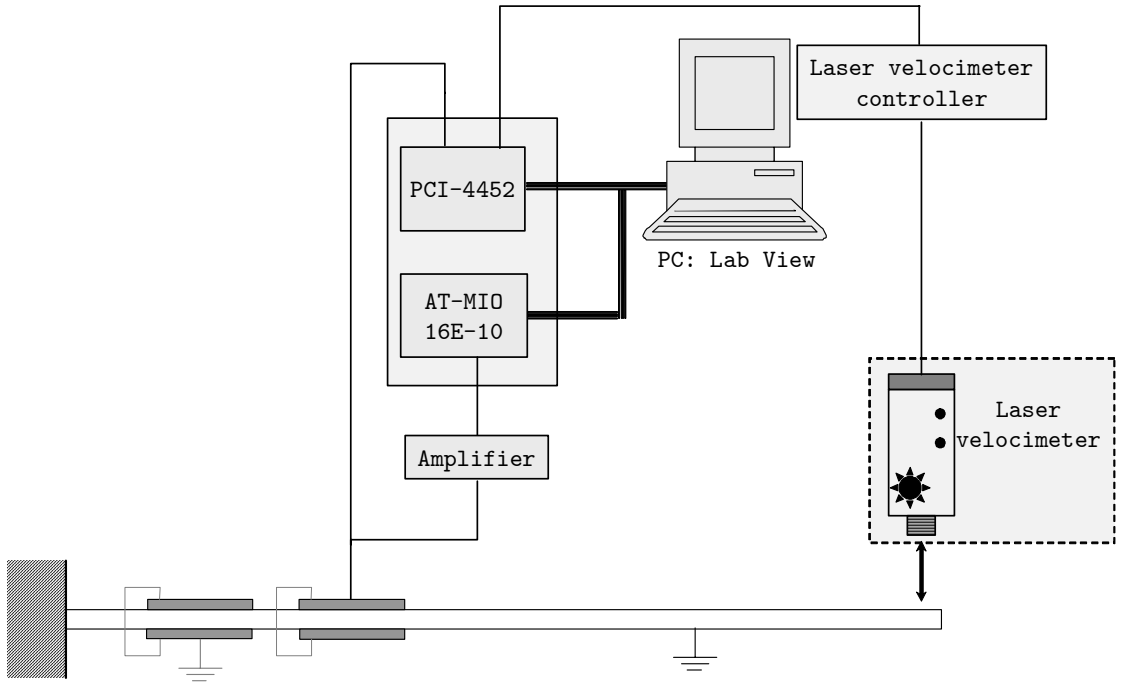 Laser velocimeter
controller
PCI-4452
PC: Lab View
AT-MIO
16E-10
Laser
velocimeter
Amplifier